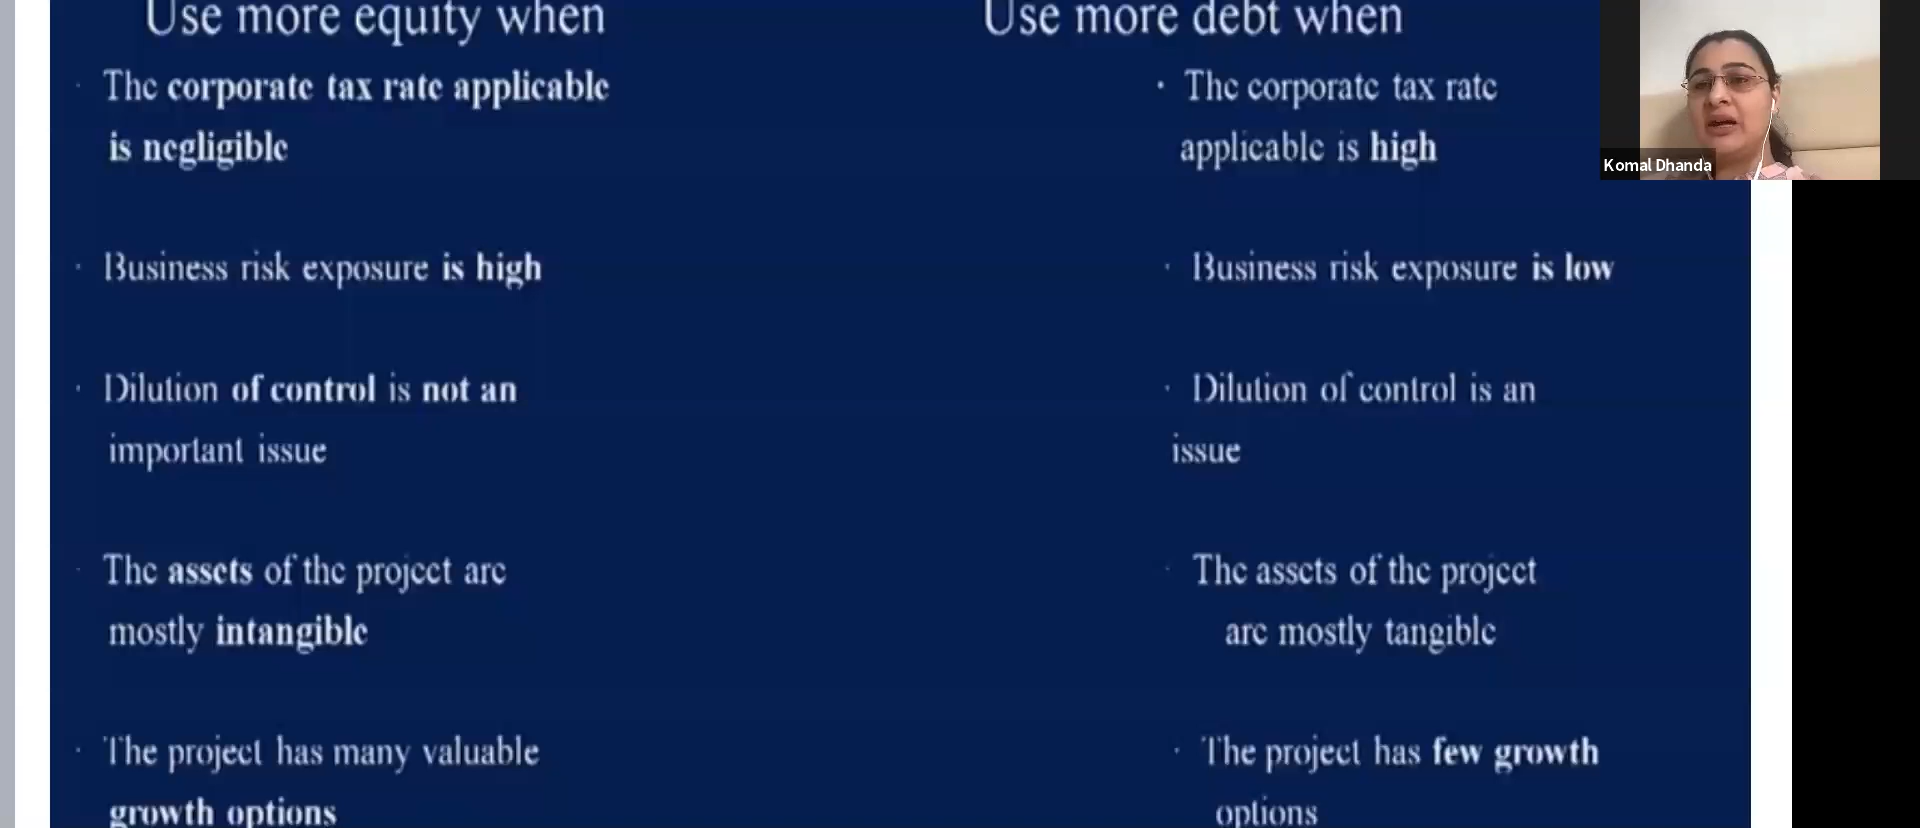 Use more equity when
· The corporate tax rate applicable
is negligible
· Business risk exposure is high
· Dilution of control is not an
important issue
· The assets of the project are
mostly intangible
· The project has many valuable
growth options
Use more debt when
· The corporate tax rate
applicable is high
· Business risk exposure is low
· Dilution of control is an
issue
· The assets of the project
are mostly tangible
· The project has few growth
options
Komal Dhanda